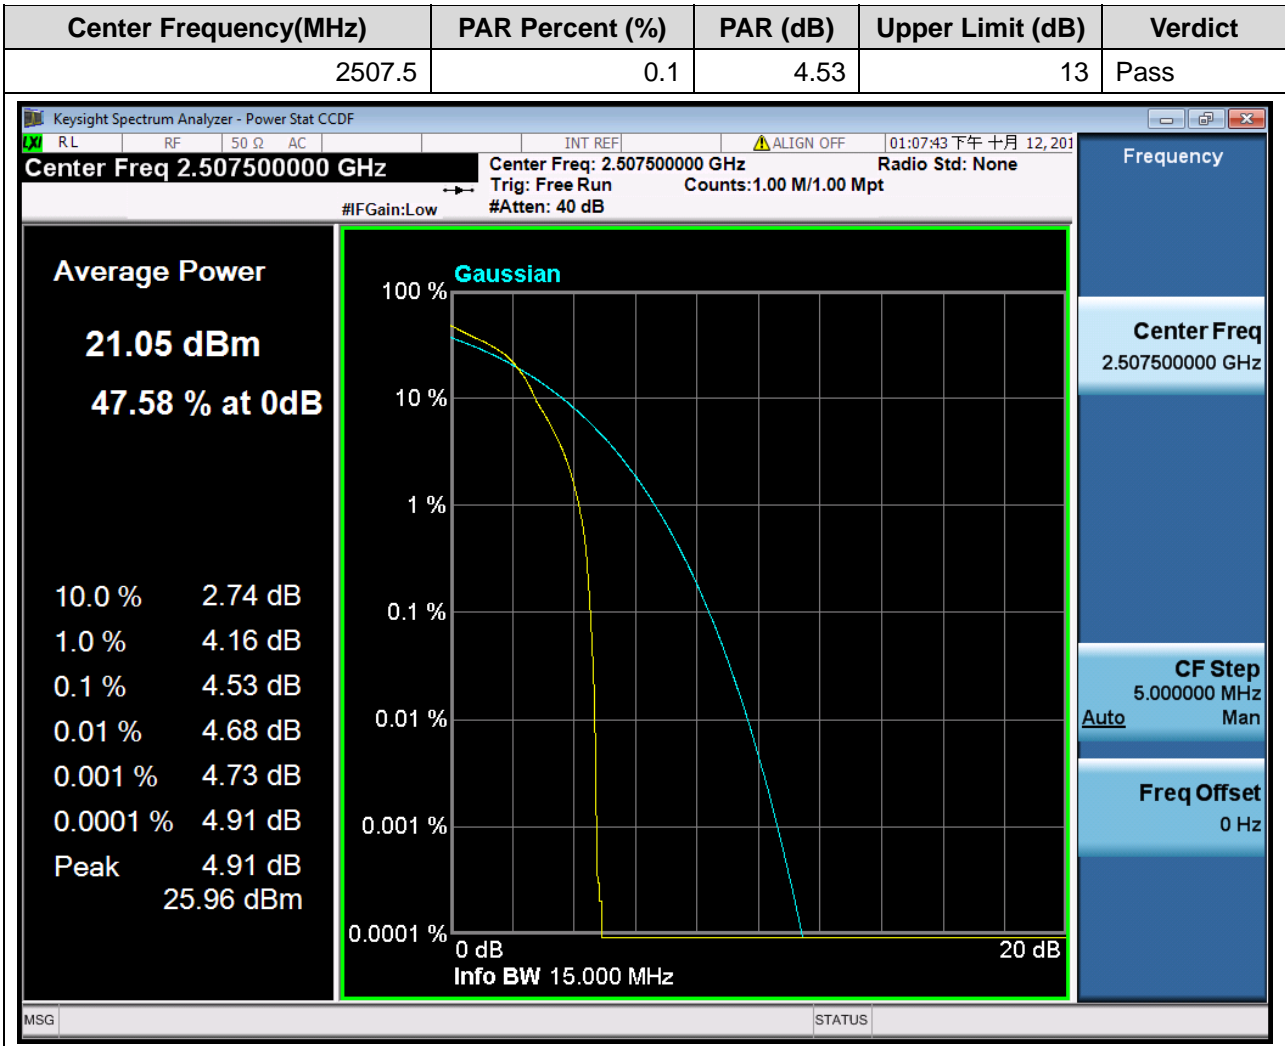 Center Frequency(MHz) PAR Percent (%) PAR (dB) Upper Limit (dB) Verdict
2507.5 0.1 4.53 13 Pass
Keysight Spectrum Analyzer - Power Stat CCDF
LXI RL RF 50 Ω AC INT REF ALIGN OFF 01:07:43 下午 十月 12, 201
Center Freq 2.507500000 GHz
Center Freq: 2.507500000 GHz Radio Std: None
Trig: Free Run Counts:1.00 M/1.00 Mpt
#IFGain:Low #Atten: 40 dB
Frequency
Average Power
21.05 dBm
47.58 % at 0dB
10.0 % 2.74 dB
1.0 % 4.16 dB
0.1 % 4.53 dB
0.01 % 4.68 dB
0.001 % 4.73 dB
0.0001 % 4.91 dB
Peak 4.91 dB
25.96 dBm
Gaussian
100 %
10 %
1 %
0.1 %
0.01 %
0.001 %
0.0001 %
0 dB 20 dB
Info BW 15.000 MHz
Center Freq
2.507500000 GHz
CF Step
5.000000 MHz
Auto Man
Freq Offset
0 Hz
MSG STATUS